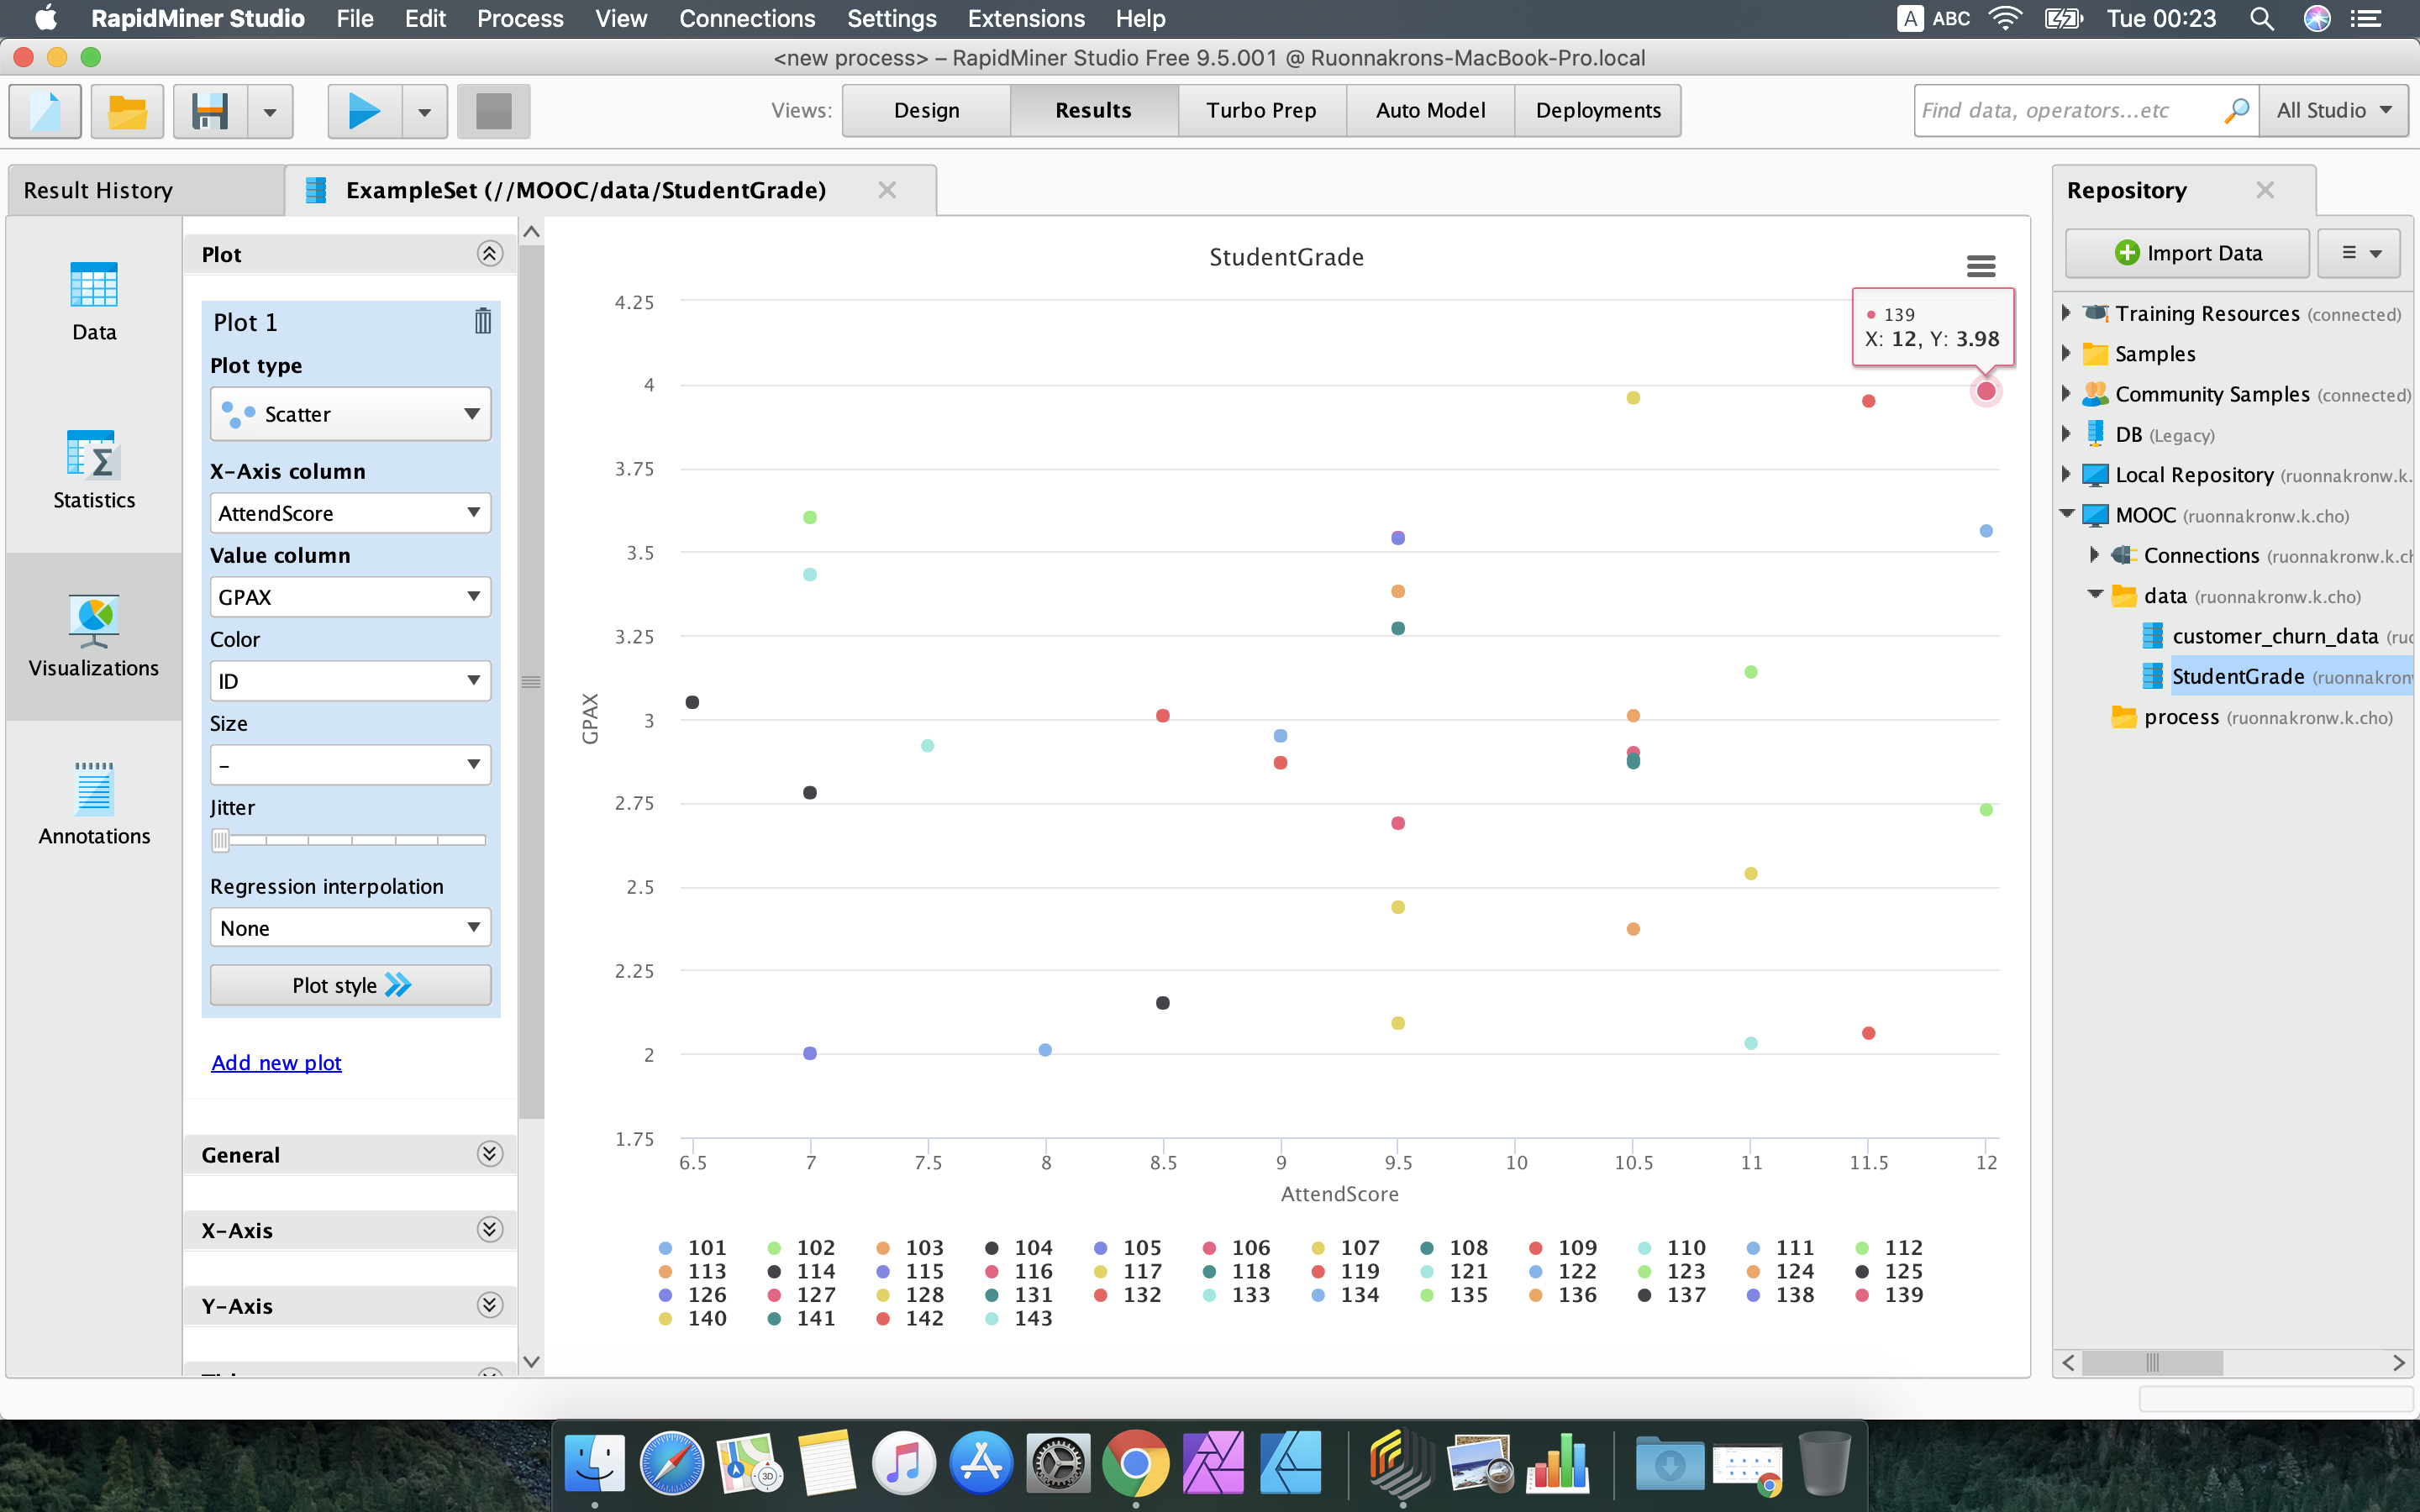 RapidMiner Studio File Edit Process View Connections Settings Extensions Help A ABC Tue 00:23
<new process> – RapidMiner Studio Free 9.5.001 @ Ruonnakrons-MacBook-Pro.local
Views: Design Results Turbo Prep Auto Model Deployments Find data, operators...etc All Studio
Result History ExampleSet (//MOOC/data/StudentGrade)
Data
Statistics
Visualizations
Annotations
Plot
Plot 1
Plot type
Scatter
X-Axis column
AttendScore
Value column
GPAX
Color
ID
Size
–
Jitter
Regression interpolation
None
Plot style
Add new plot
General
X-Axis
Y-Axis
StudentGrade
139
X: 12, Y: 3.98
4.25
4
3.75
3.5
3.25
3
2.75
2.5
2.25
2
1.75
GPAX
6.5 7 7.5 8 8.5 9 9.5 10 10.5 11 11.5 12
AttendScore
101 102 103 104 105 106 107 108 109 110 111 112
113 114 115 116 117 118 119 121 122 123 124 125
126 127 128 131 132 133 134 135 136 137 138 139
140 141 142 143
Repository
Import Data
Training Resources (connected)
Samples
Community Samples (connected)
DB (Legacy)
Local Repository (ruonnakronw.k.
MOOC (ruonnakronw.k.cho)
Connections (ruonnakronw.k.ch
data (ruonnakronw.k.cho)
customer_churn_data (ruo
StudentGrade (ruonnakronw
process (ruonnakronw.k.cho)
3D